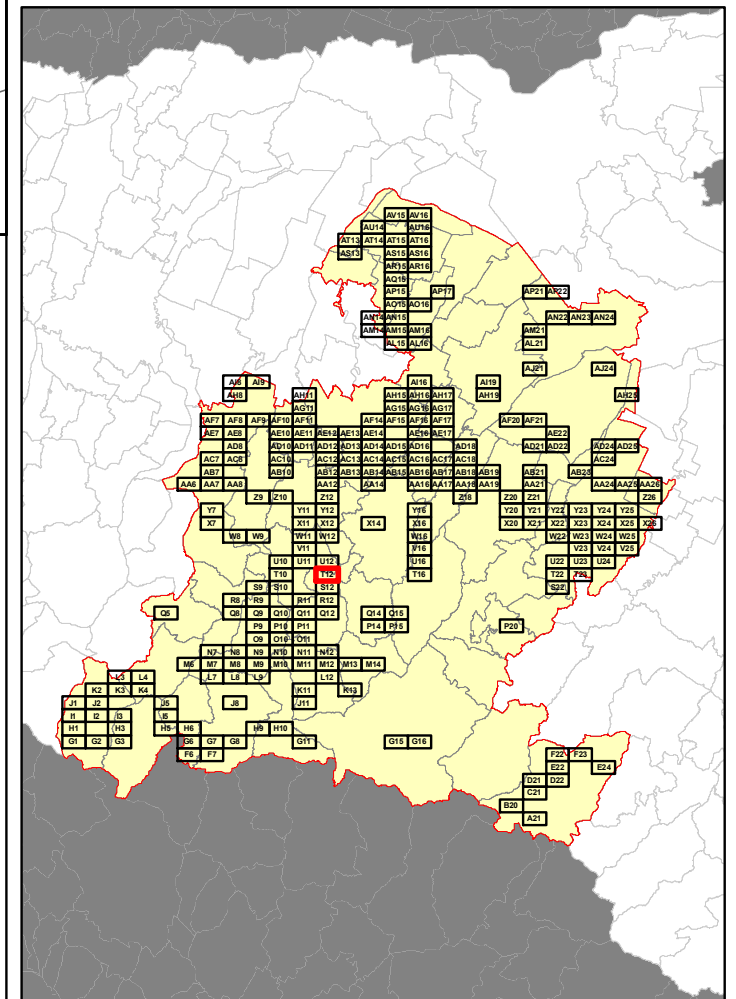 AV15 AV16
AU14 AU16
AT13 AT14 AT15 AT16
AS13 AS15 AS16
AR15 AR16
AQ15
AP15 AP17 AP21 AP22
AO15 AO16
AN14 AN15 AN22 AN23 AN24
AM14 AM15 AM16 AM21
AL15 AL16 AL21
AJ21 AJ24
AI8 AI9 AI16 AI19
AH8 AH11 AH15 AH16 AH17 AH19 AH25
AG11 AG15 AG16 AG17
AF7 AF8 AF9 AF10 AF11 AF14 AF15 AF16 AF17 AF20 AF21
AE7 AE8 AE10 AE11 AE12 AE13 AE14 AE16 AE17 AE22
AD8 AD10 AD11 AD12 AD13 AD14 AD15 AD16 AD18 AD21 AD22 AD24 AD25
AC7 AC8 AC10 AC12 AC13 AC14 AC15 AC16 AC17 AC18 AC24
AB7 AB10 AB12 AB13 AB14 AB15 AB16 AB17 AB18 AB19 AB21 AB23
AA6 AA7 AA8 AA12 AA14 AA16 AA17 AA18 AA19 AA21 AA24 AA25 AA26
Z9 Z10 Z12 Z18 Z20 Z21 Z26
Y7 Y11 Y12 Y16 Y20 Y21 Y22 Y23 Y24 Y25
X7 X11 X12 X14 X16 X20 X21 X22 X23 X24 X25 X26
W8 W9 W11 W12 W16 W22 W23 W24 W25
V11 V16 V23 V24 V25
U10 U11 U12 U16 U22 U23 U24
T10 T12 T16 T22 T23
S9 S10 S12 S22
R8 R9 R11 R12
Q5 Q8 Q9 Q10 Q11 Q12 Q14 Q15
P9 P10 P11 P14 P15 P20
O9 O10 O11
N7 N8 N9 N10 N11 N12
M6 M7 M8 M9 M10 M11 M12 M13 M14
L3 L4 L7 L8 L9 L12
K2 K3 K4 K11 K13
J1 J2 J5 J8 J11
I1 I2 I3 I5
H1 H3 H5 H6 H9 H10
G1 G2 G3 G6 G7 G8 G11 G15 G16
F6 F7 F22 F23
E22 E24
D21 D22
C21
B20
A21